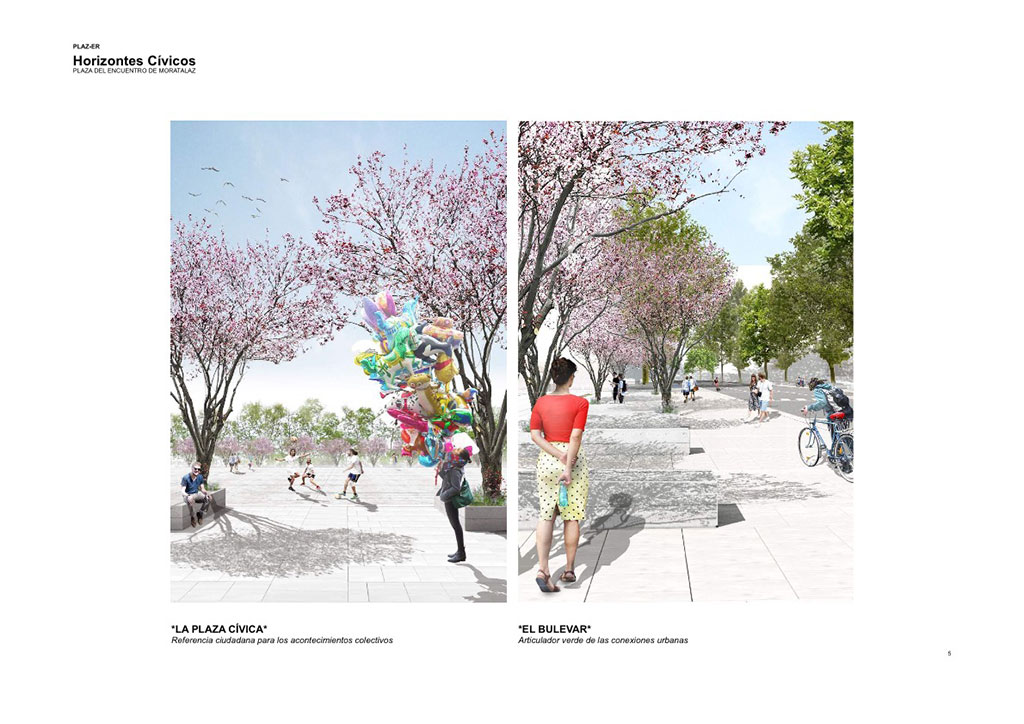 PLAZ-ER
Horizontes Cívicos
PLAZA DEL ENCUENTRO DE MORATALAZ
*LA PLAZA CÍVICA*
Referencia ciudadana para los acontecimientos colectivos
*EL BULEVAR*
Articulador verde de las conexiones urbanas
5